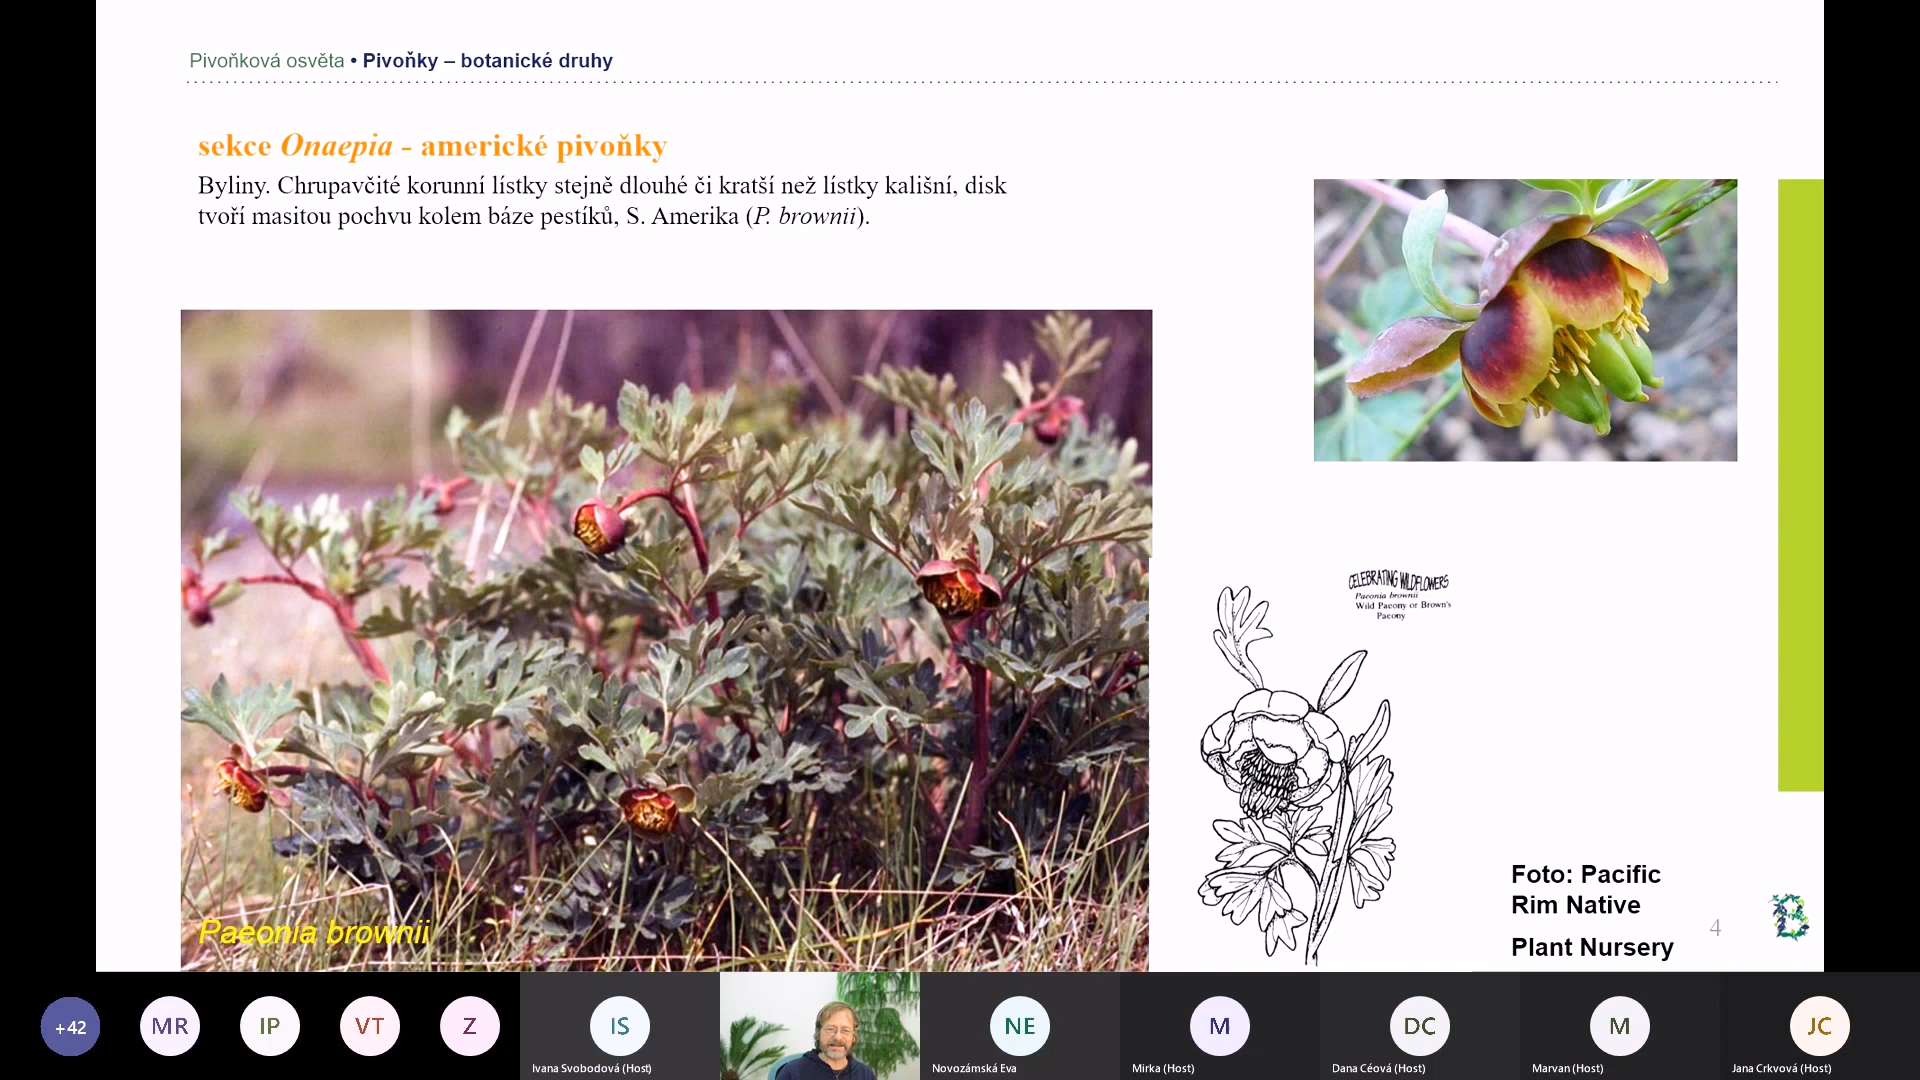 Pivoňková osvěta • Pivoňky – botanické druhy
sekce Onaepia - americké pivoňky
Byliny. Chrupavčité korunní lístky stejně dlouhé či kratší než lístky kališní, disk
tvoří masitou pochvu kolem báze pestíků, S. Amerika (P. brownii).
CELEBRATING WILDFLOWERS
Paeonia brownii
Wild Paeony or Brown's
Paeony
Paeonia brownii
Foto: Pacific
Rim Native
Plant Nursery
4
B
+42
MR
IP
VT
Z
IS
Ivana Svobodová (Host)
NE
Novozámská Eva
M
Mirka (Host)
DC
Dana Céová (Host)
M
Marvan (Host)
JC
Jana Crkvová (Host)